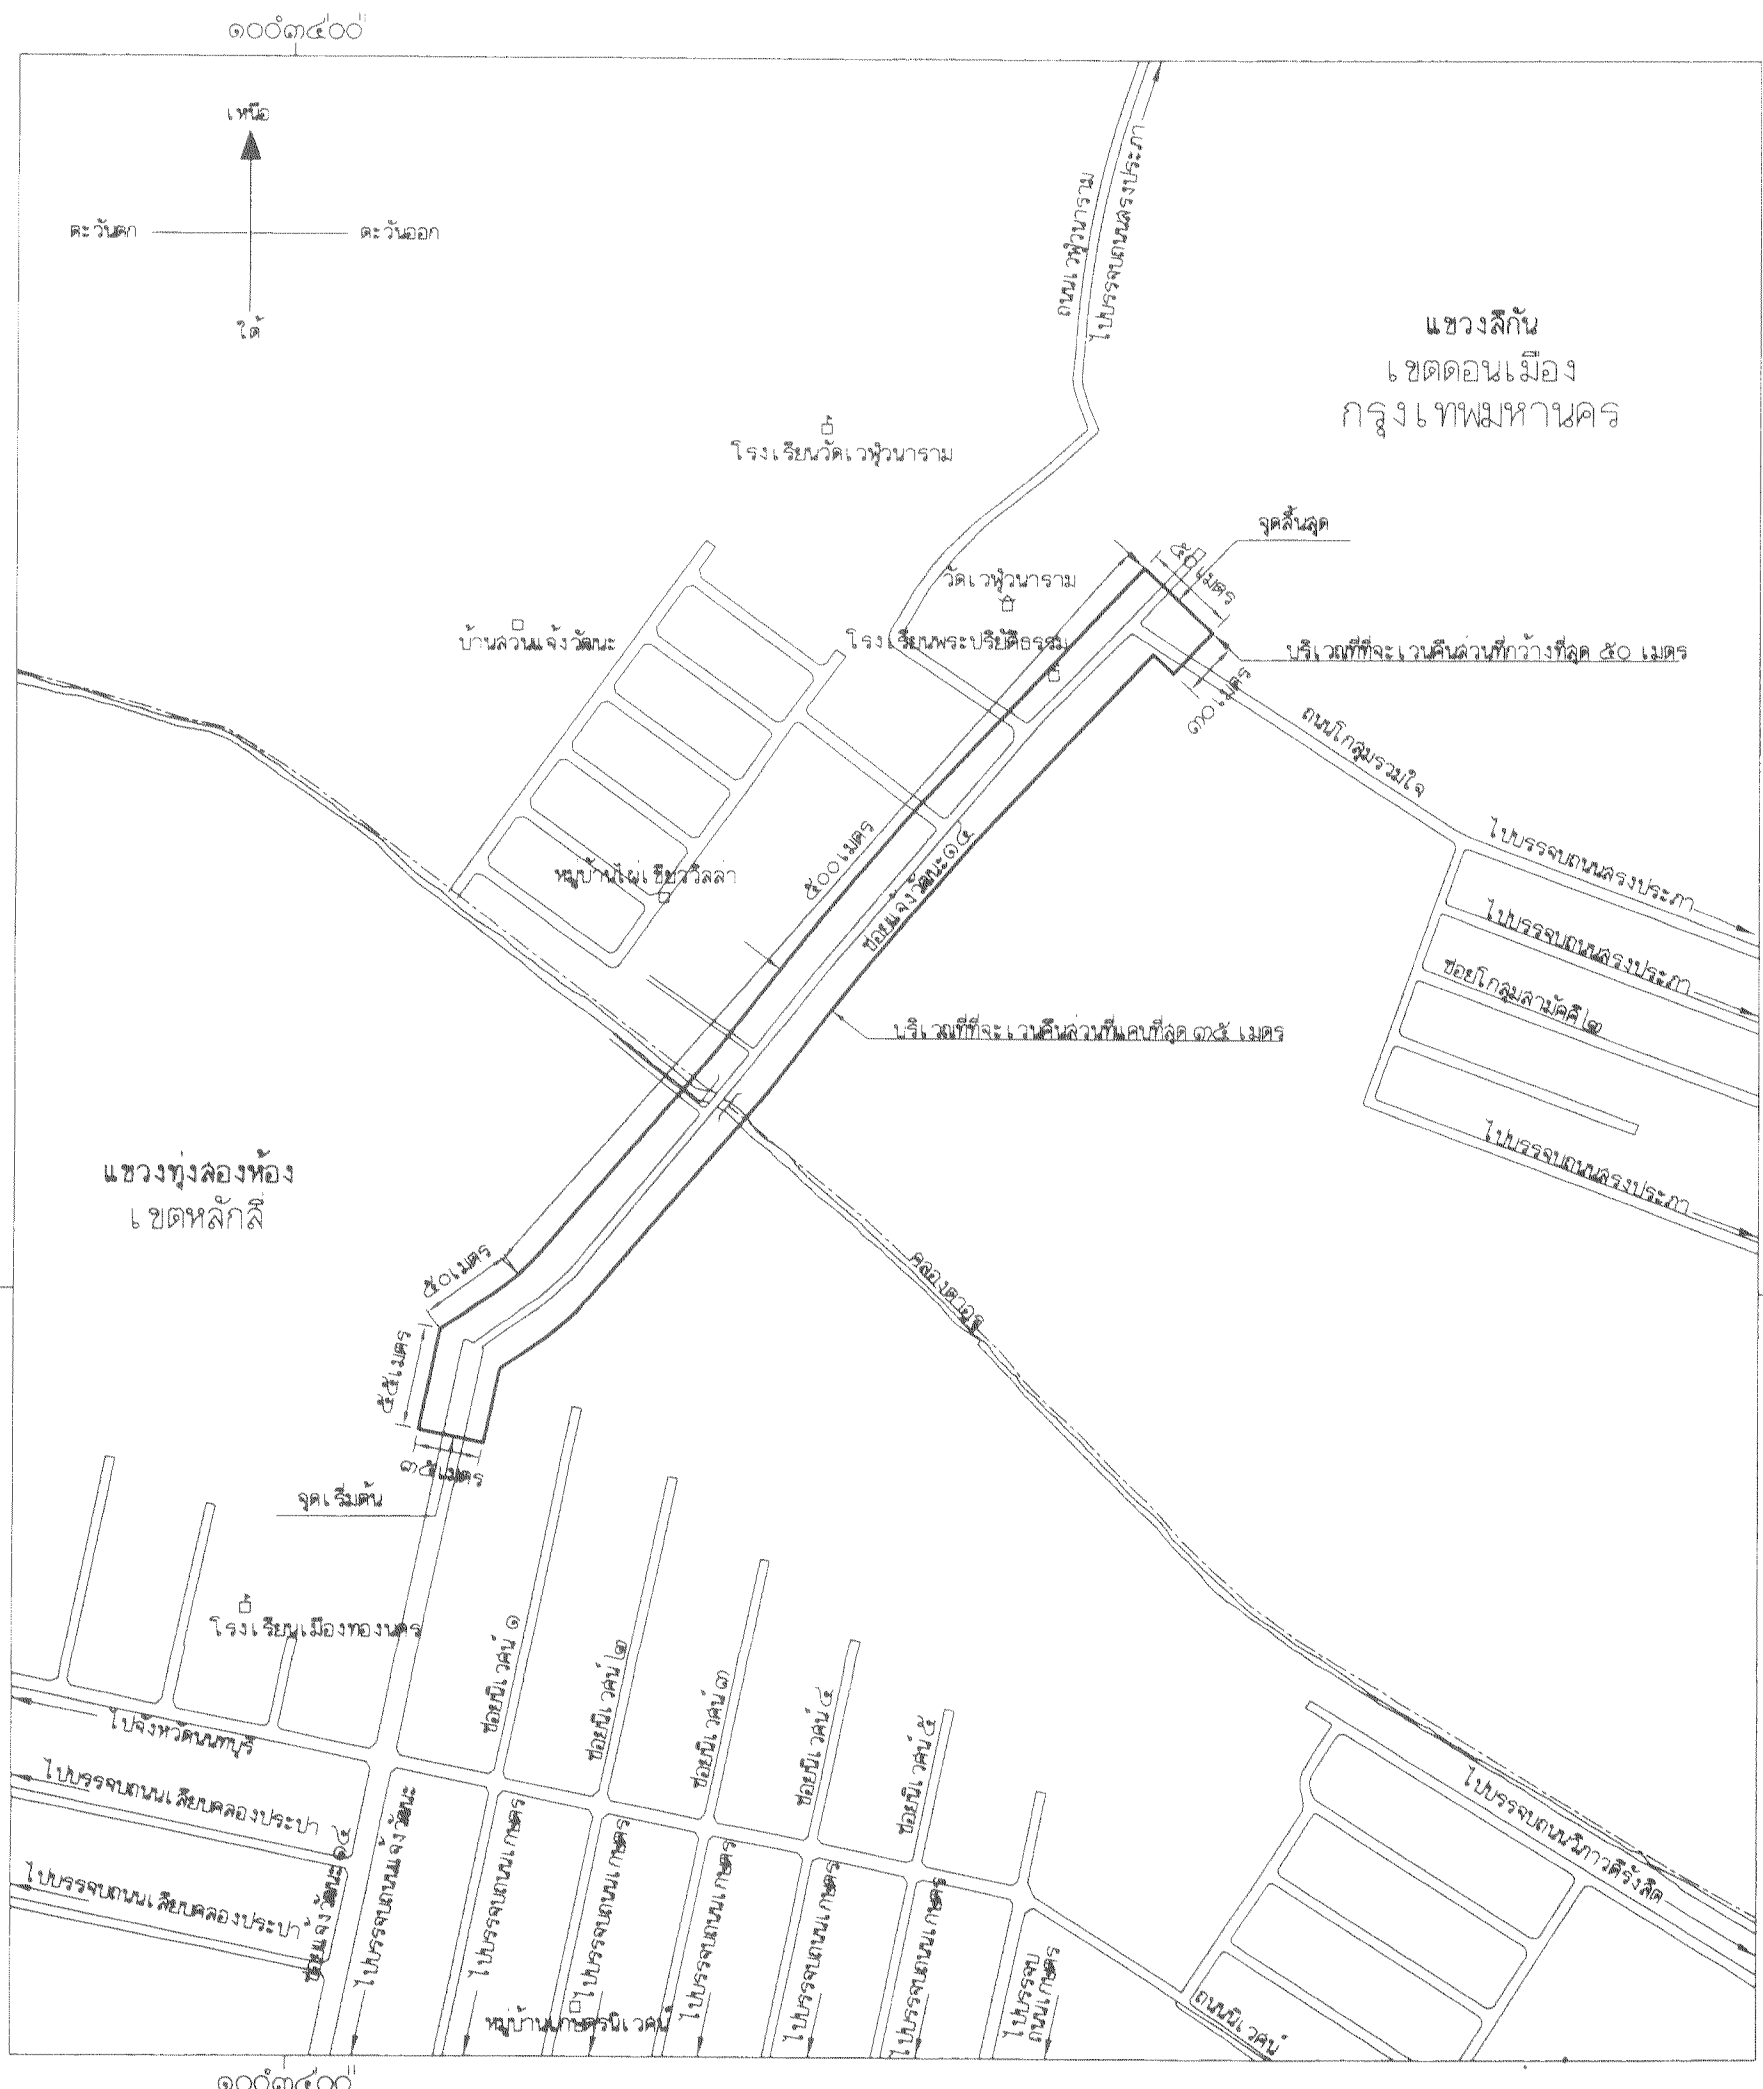 ๑๐๐ํ๓๔'๐๐"
เหนือ
ตะวันตก
ตะวันออก
ใต้
ถนนเวฬุวนาราม
ไปบรรจบถนนสรงประภา
แขวงสีกัน
เขตดอนเมือง
กรุงเทพมหานคร
โรงเรียนวัดเวฬุวนาราม
จุดสิ้นสุด
๕๐ เมตร
วัดเวฬุวนาราม
บ้านสวนแจ้งวัฒนะ
โรงเรียนพระปริยัติธรรม
บริเวณที่ที่จะเวนคืนส่วนที่กว้างที่สุด ๕๐ เมตร
๓๐ เมตร
ถนนโกสุมรวมใจ
ไปบรรจบถนนสรงประภา
๕๐๐ เมตร
หมู่บ้านไผ่เขียววิลล่า
ซอยแจ้งวัฒนะ ๑๔
ไปบรรจบถนนสรงประภา
ซอยโกสุมสามัคคี ๒
บริเวณที่ที่จะเวนคืนส่วนที่แคบที่สุด ๓๕ เมตร
ไปบรรจบถนนสรงประภา
แขวงทุ่งสองห้อง
เขตหลักสี่
๕๐ เมตร
คลองตาอูฐ
๕๕ เมตร
๓๕ เมตร
จุดเริ่มต้น
โรงเรียนเมืองทองนคร
ซอยนิเวศน์ ๑
ซอยนิเวศน์ ๒
ซอยนิเวศน์ ๓
ซอยนิเวศน์ ๔
ซอยนิเวศน์ ๕
ไปจังหวัดนนทบุรี
ไปบรรจบถนนเลียบคลองประปา
ไปบรรจบถนนเลียบคลองประปา
ซอยแจ้งวัฒนะ ๑๔
ไปบรรจบถนนแจ้งวัฒนะ
ไปบรรจบถนนเกษตร
ไปบรรจบถนนเกษตร
ไปบรรจบถนนเกษตร
ไปบรรจบถนนเกษตร
ไปบรรจบถนนเกษตร
ไปบรรจบ
ถนนเกษตร
ไปบรรจบถนนวิภาวดีรังสิต
หมู่บ้านเกษตรนิเวศน์
ถนนนิเวศน์
๑๐๐ํ๓๔'๐๐"